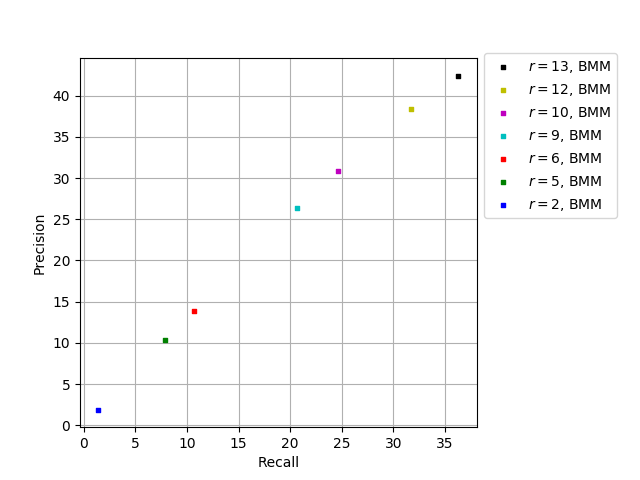 r = 13, BMM
r = 12, BMM
r = 10, BMM
r = 9, BMM
r = 6, BMM
r = 5, BMM
r = 2, BMM
Precision
40
35
30
25
20
15
10
5
0
0 5 10 15 20 25 30 35
Recall